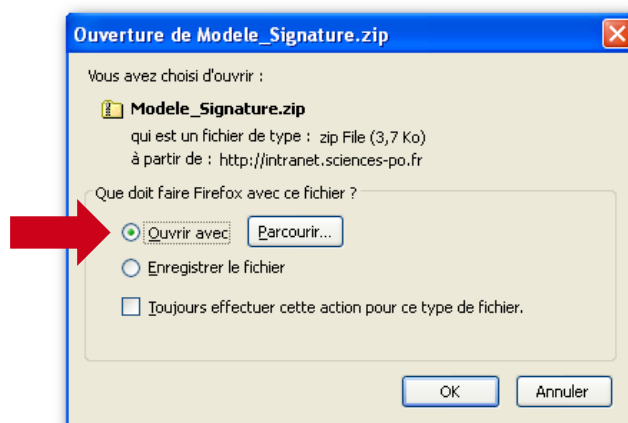 Ouverture de Modele_Signature.zip
Vous avez choisi d'ouvrir :
Modele_Signature.zip
qui est un fichier de type : zip File (3,7 Ko)
à partir de : http://intranet.sciences-po.fr
Que doit faire Firefox avec ce fichier ?
Ouvrir avec Parcourir...
Enregistrer le fichier
Toujours effectuer cette action pour ce type de fichier.
OK Annuler